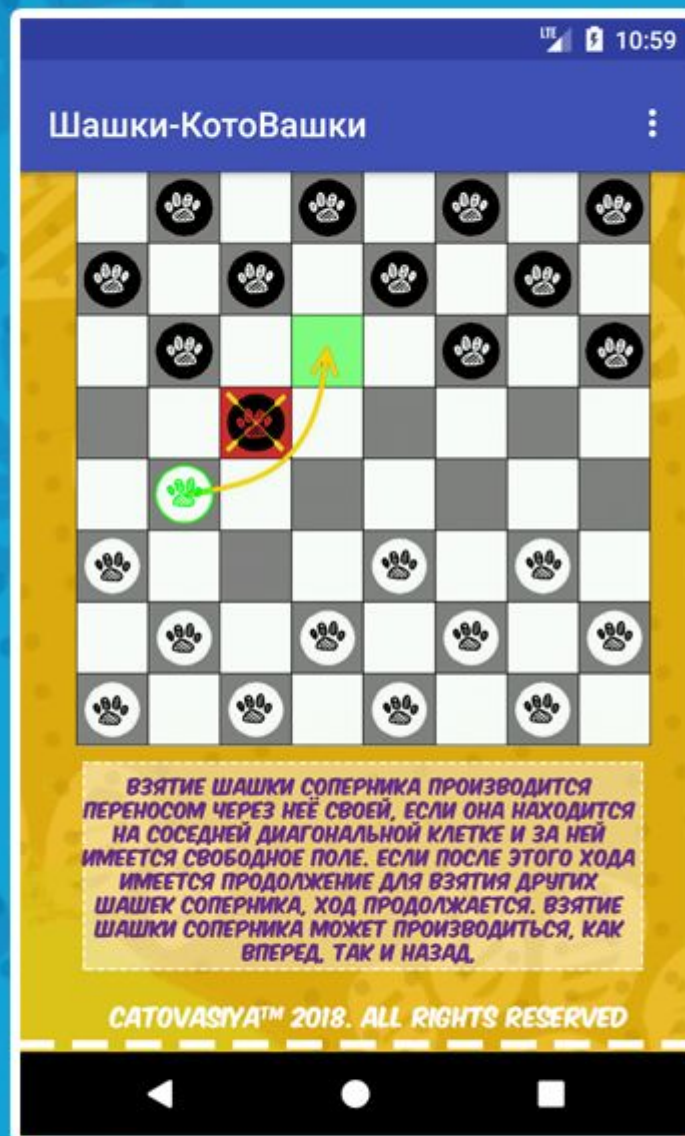 LTE 10:59
Шашки-КотоВашки
ВЗЯТИЕ ШАШКИ СОПЕРНИКА ПРОИЗВОДИТСЯ
ПЕРЕНОСОМ ЧЕРЕЗ НЕЁ СВОЕЙ, ЕСЛИ ОНА НАХОДИТСЯ
НА СОСЕДНЕЙ ДИАГОНАЛЬНОЙ КЛЕТКЕ И ЗА НЕЙ
ИМЕЕТСЯ СВОБОДНОЕ ПОЛЕ. ЕСЛИ ПОСЛЕ ЭТОГО ХОДА
ИМЕЕТСЯ ПРОДОЛЖЕНИЕ ДЛЯ ВЗЯТИЯ ДРУГИХ
ШАШЕК СОПЕРНИКА, ХОД ПРОДОЛЖАЕТСЯ. ВЗЯТИЕ
ШАШКИ СОПЕРНИКА МОЖЕТ ПРОИЗВОДИТЬСЯ, КАК
ВПЕРЕД, ТАК И НАЗАД.
CATOVASIYA™ 2018. ALL RIGHTS RESERVED